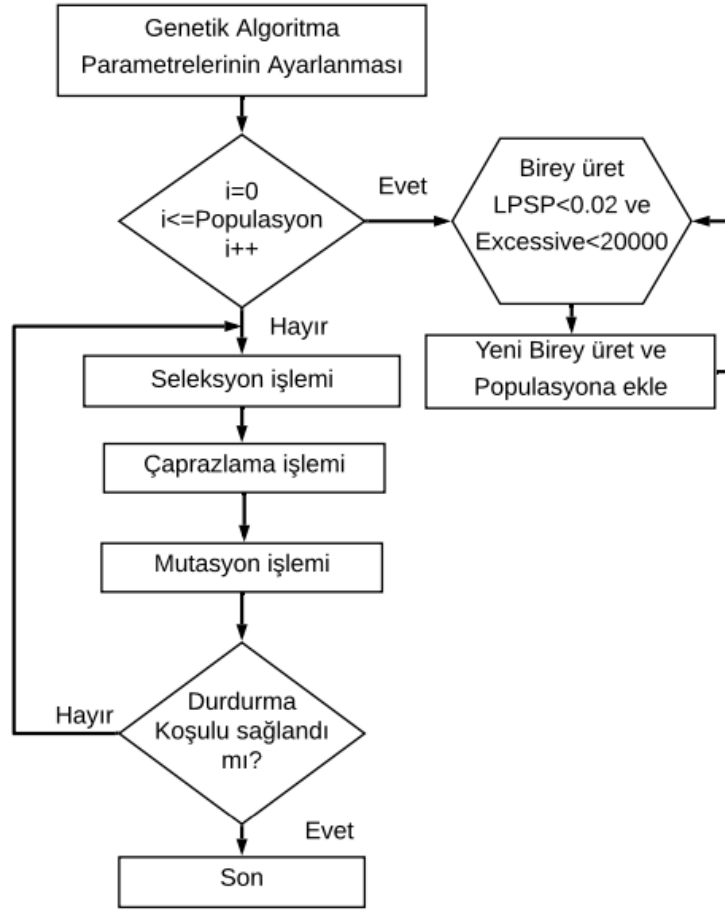 Genetik Algoritma
Parametrelerinin Ayarlanması
i=0
i<=Populasyon
i++
Evet
Birey üret
LPSP<0.02 ve
Excessive<20000
Hayır
Yeni Birey üret ve
Populasyona ekle
Seleksyon işlemi
Çaprazlama işlemi
Mutasyon işlemi
Durdurma
Koşulu sağlandı
mı?
Hayır
Evet
Son